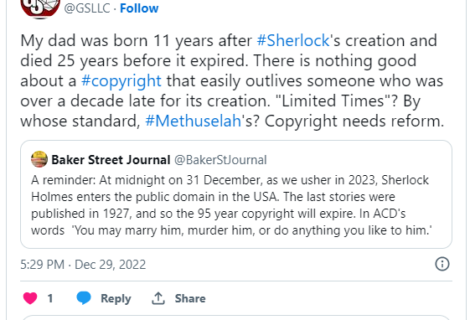 @GSLLC · Follow
My dad was born 11 years after #Sherlock's creation and
died 25 years before it expired. There is nothing good
about a #copyright that easily outlives someone who was
over a decade late for its creation. "Limited Times"? By
whose standard, #Methuselah's? Copyright needs reform.
Baker Street Journal @BakerStJournal
A reminder: At midnight on 31 December, as we usher in 2023, Sherlock
Holmes enters the public domain in the USA. The last stories were
published in 1927, and so the 95 year copyright will expire. In ACD's
words 'You may marry him, murder him, or do anything you like to him.'
5:29 PM · Dec 29, 2022
1 Reply Share